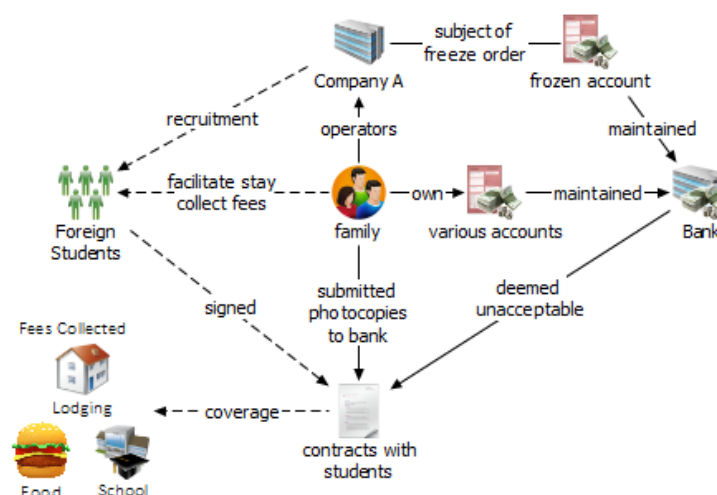 subject of
freeze order
Company A
frozen account
recruitment
operators
maintained
facilitate stay
collect fees
own
maintained
Foreign
Students
family
various accounts
Bank
signed
submitted
photocopies
to bank
deemed
unacceptable
Fees Collected
Lodging
coverage
contracts with
students
Food
School